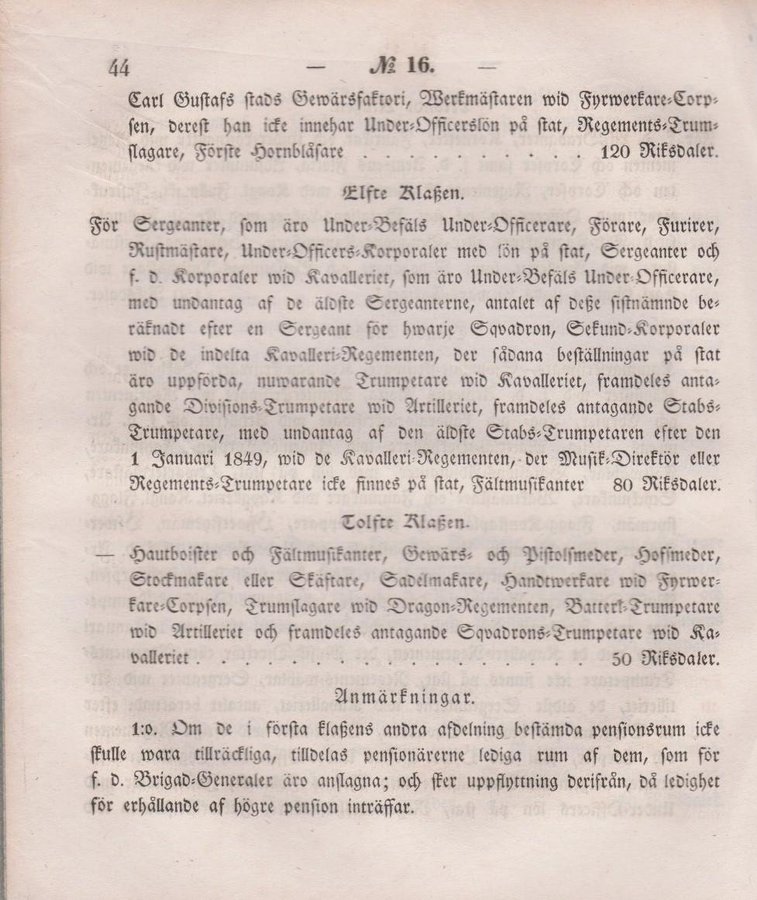 44 — № 16. —
Carl Gustafs stads Gewärsfaktori, Werkmästaren wid Fyrwerkare-Corp-
sen, derest han icke innehar Under-Officerslön på stat, Regements-Trum-
slagare, Förste Hornblåsare . . . . . . . . . . 120 Riksdaler.
Elfte Klaßen.
För Sergeanter, som äro Under-Befäls Under-Officerare, Förare, Furirer,
Rustmästare, Under-Officers-Korporaler med lön på stat, Sergeanter och
f. d. Korporaler wid Kavalleriet, som äro Under-Befäls Under-Officerare,
med undantag af de äldste Sergeanterne, antalet af deße sistnämnde be-
räknadt efter en Sergeant för hwarje Sqvadron, Sekund-Korporaler
wid de indelta Kavalleri-Regementen, der sådana beställningar på stat
äro uppförda, nuwarande Trumpetare wid Kavalleriet, framdeles anta-
gande Divisions-Trumpetare wid Artilleriet, framdeles antagande Stabs-
Trumpetare, med undantag af den äldste Stabs-Trumpetaren efter den
1 Januari 1849, wid de Kavalleri-Regementen, der Musik-Direktör eller
Regements-Trumpetare icke finnes på stat, Fältmusikanter 80 Riksdaler.
Tolfte Klaßen.
— Hautboister och Fältmusikanter, Gewärs- och Pistolsmeder, Hofsmeder,
Stockmakare eller Skäftare, Sadelmakare, Handtwerkare wid Fyrwer-
kare-Corpsen, Trumslagare wid Dragon-Regementen, Batteri-Trumpetare
wid Artilleriet och framdeles antagande Sqvadrons-Trumpetare wid Ka-
valleriet . . . . . . . . . . . . . . . . . . 50 Riksdaler.
Anmärkningar.
1:o. Om de i första klaßens andra afdelning bestämda pensionsrum icke
skulle wara tillräckliga, tilldelas pensionärerne lediga rum af dem, som för
f. d. Brigad-Generaler äro anslagna; och sker uppflyttning derifrån, då ledighet
för erhållande af högre pension inträffar.